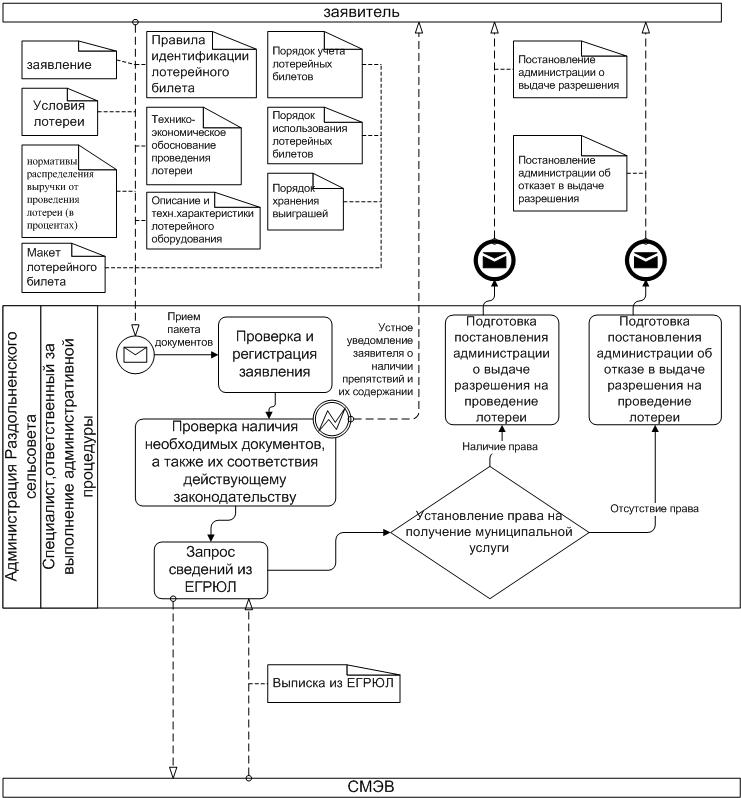 заявитель
заявление
Условия
лотереи
нормативы
распределения
выручки от
проведения
лотереи (в
процентах)
Макет
лотерейного
билета
Правила
идентификации
лотерейного
билета
Технико-
экономическое
обоснование
проведения
лотереи
Описание и
техн.характеристики
лотерейного
оборудования
Порядок учета
лотерейных
билетов
Порядок
использования
лотерейных
билетов
Порядок
хранения
выиграшей
Постановление
администрации о
выдаче разрешения
Постановление
администрации об
отказет в выдаче
разрешения
Администрация Раздольненского
сельсовета
Специалист,ответственный за
выполнение административной
процедуры
Прием
пакета
документов
Проверка и
регистрация
заявления
Устное
уведомление
заявителя о
наличии
препятствий и
их содержании
Проверка наличия
необходимых документов,
а также их соответствия
действующему
законодательству
Запрос
сведений из
ЕГРЮЛ
Установление права на
получение муниципальной
услуги
Наличие права
Отсутствие права
Подготовка
постановления
администрации
о выдаче
разрешения на
проведение
лотереи
Подготовка
постановления
администрации об
отказе в выдаче
разрешения на
проведение
лотереи
Выписка из ЕГРЮЛ
СМЭВ